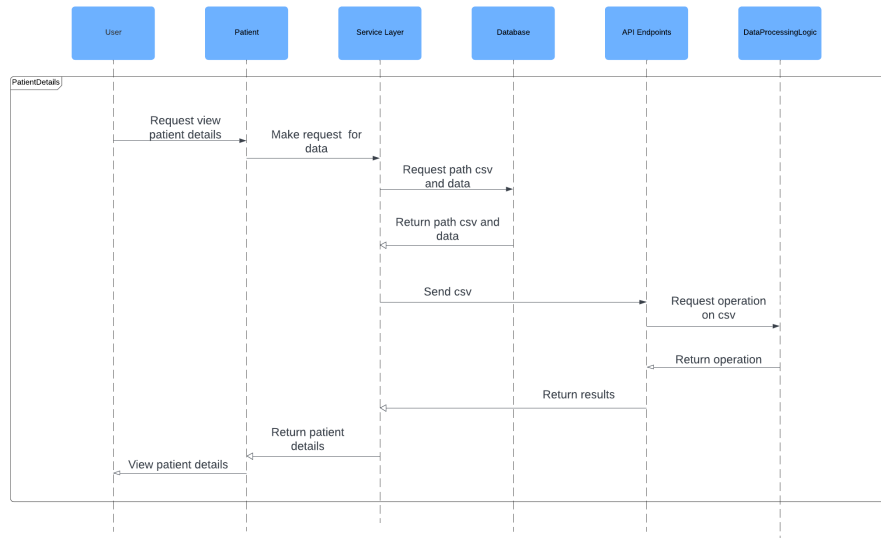 User
Patient
Service Layer
Database
API Endpoints
DataProcessingLogic
PatientDetails
Request view
patient details
Make request for
data
Request path csv
and data
Return path csv and
data
Send csv
Request operation
on csv
Return operation
Return results
Return patient
details
View patient details